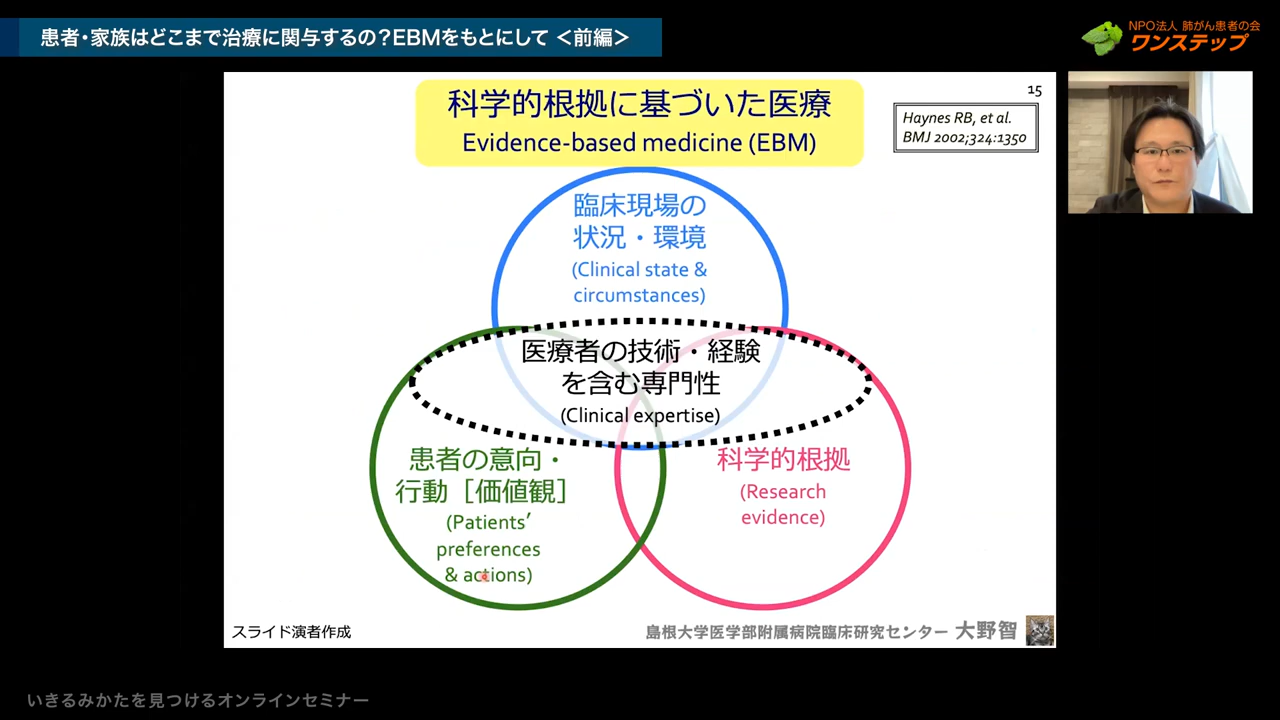 患者・家族はどこまで治療に関与するの?EBMをもとにして <前編>
NPO法人 肺がん患者の会
ワンステップ
15
科学的根拠に基づいた医療
Evidence-based medicine (EBM)
Haynes RB, et al.
BMJ 2002;324:1350
臨床現場の
状況・環境
(Clinical state &
circumstances)
医療者の技術・経験
を含む専門性
(Clinical expertise)
患者の意向・
行動［価値観］
(Patients’
preferences
& actions)
科学的根拠
(Research
evidence)
スライド演者作成
島根大学医学部附属病院臨床研究センター 大野智
いきるみかたを見つけるオンラインセミナー